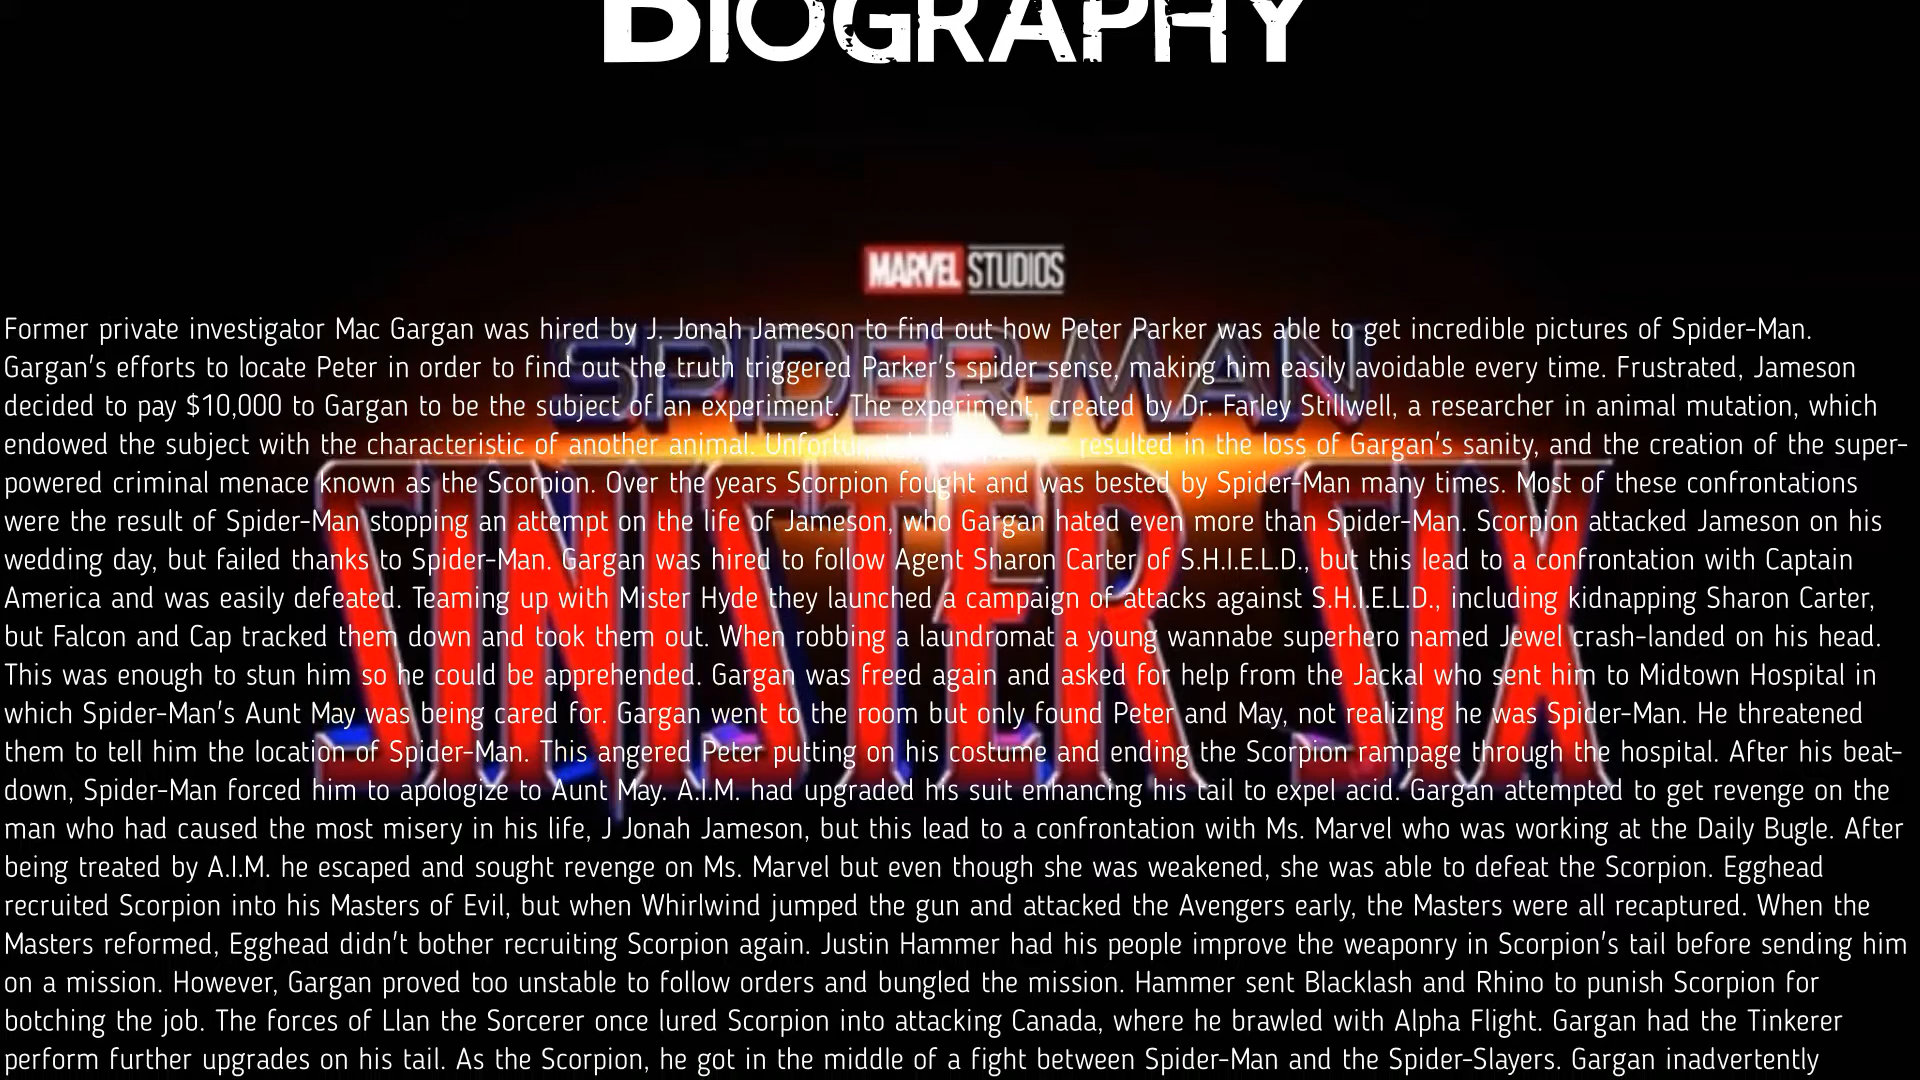 BIOGRAPHY
MARVEL STUDIOS
SPIDER-MAN
SINISTER SIX
Former private investigator Mac Gargan was hired by J. Jonah Jameson to find out how Peter Parker was able to get incredible pictures of Spider-Man.
Gargan's efforts to locate Peter in order to find out the truth triggered Parker's spider sense, making him easily avoidable every time. Frustrated, Jameson
decided to pay $10,000 to Gargan to be the subject of an experiment. The experiment, created by Dr. Farley Stillwell, a researcher in animal mutation, which
endowed the subject with the characteristic of another animal. resulted in the loss of Gargan's sanity, and the creation of the super-
powered criminal menace known as the Scorpion. Over the years Scorpion fought and was bested by Spider-Man many times. Most of these confrontations
were the result of Spider-Man stopping an attempt on the life of Jameson, who Gargan hated even more than Spider-Man. Scorpion attacked Jameson on his
wedding day, but failed thanks to Spider-Man. Gargan was hired to follow Agent Sharon Carter of S.H.I.E.L.D., but this lead to a confrontation with Captain
America and was easily defeated. Teaming up with Mister Hyde they launched a campaign of attacks against S.H.I.E.L.D., including kidnapping Sharon Carter,
but Falcon and Cap tracked them down and took them out. When robbing a laundromat a young wannabe superhero named Jewel crash-landed on his head.
This was enough to stun him so he could be apprehended. Gargan was freed again and asked for help from the Jackal who sent him to Midtown Hospital in
which Spider-Man's Aunt May was being cared for. Gargan went to the room but only found Peter and May, not realizing he was Spider-Man. He threatened
them to tell him the location of Spider-Man. This angered Peter putting on his costume and ending the Scorpion rampage through the hospital. After his beat-
down, Spider-Man forced him to apologize to Aunt May. A.I.M. had upgraded his suit enhancing his tail to expel acid. Gargan attempted to get revenge on the
man who had caused the most misery in his life, J Jonah Jameson, but this lead to a confrontation with Ms. Marvel who was working at the Daily Bugle. After
being treated by A.I.M. he escaped and sought revenge on Ms. Marvel but even though she was weakened, she was able to defeat the Scorpion. Egghead
recruited Scorpion into his Masters of Evil, but when Whirlwind jumped the gun and attacked the Avengers early, the Masters were all recaptured. When the
Masters reformed, Egghead didn't bother recruiting Scorpion again. Justin Hammer had his people improve the weaponry in Scorpion's tail before sending him
on a mission. However, Gargan proved too unstable to follow orders and bungled the mission. Hammer sent Blacklash and Rhino to punish Scorpion for
botching the job. The forces of Llan the Sorcerer once lured Scorpion into attacking Canada, where he brawled with Alpha Flight. Gargan had the Tinkerer
perform further upgrades on his tail. As the Scorpion, he got in the middle of a fight between Spider-Man and the Spider-Slayers. Gargan inadvertently